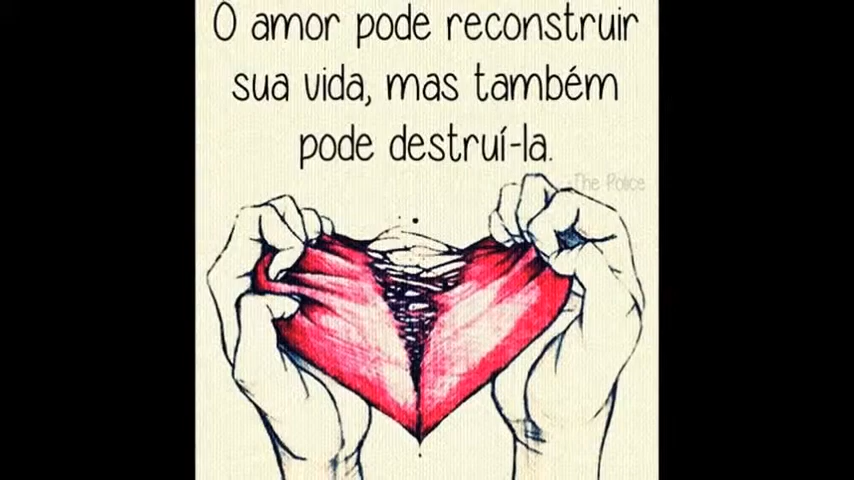 O amor pode reconstruir
sua vida, mas também
pode destruí-la.
-The Police